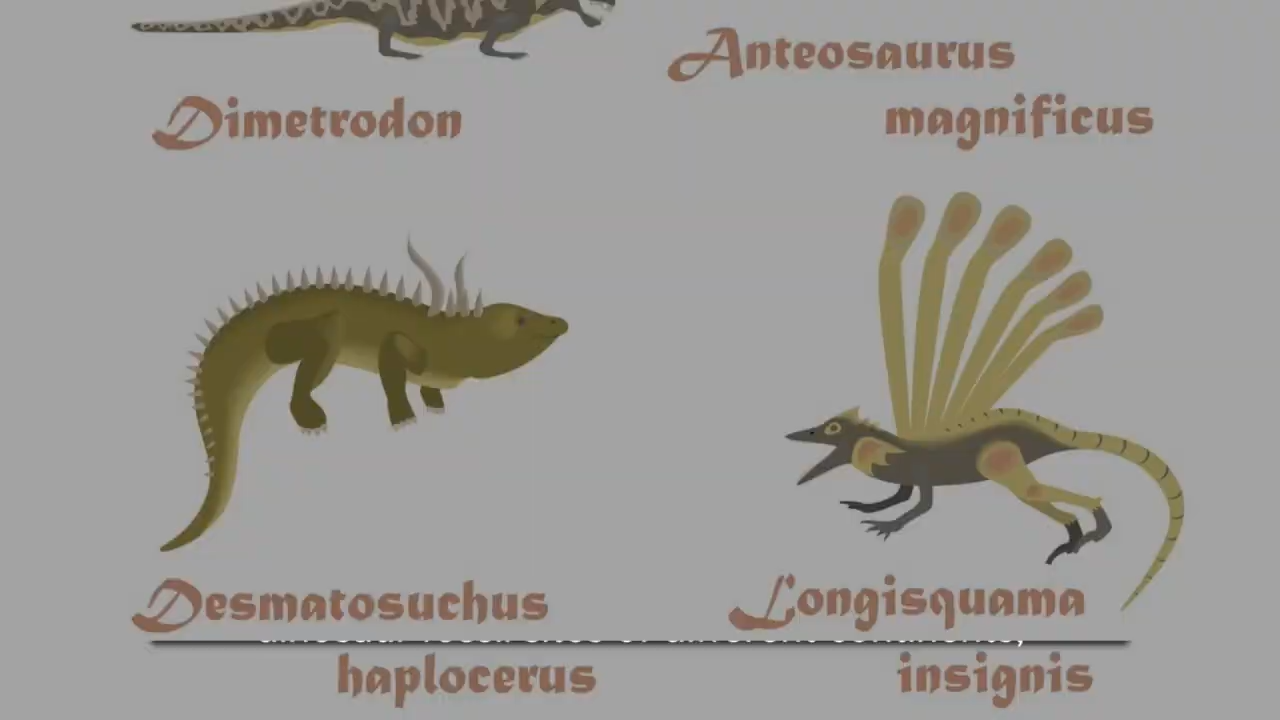 Anteosaurus
magnificus
Dimetrodon
Desmatosuchus
haplocerus
Longisquama
insignis